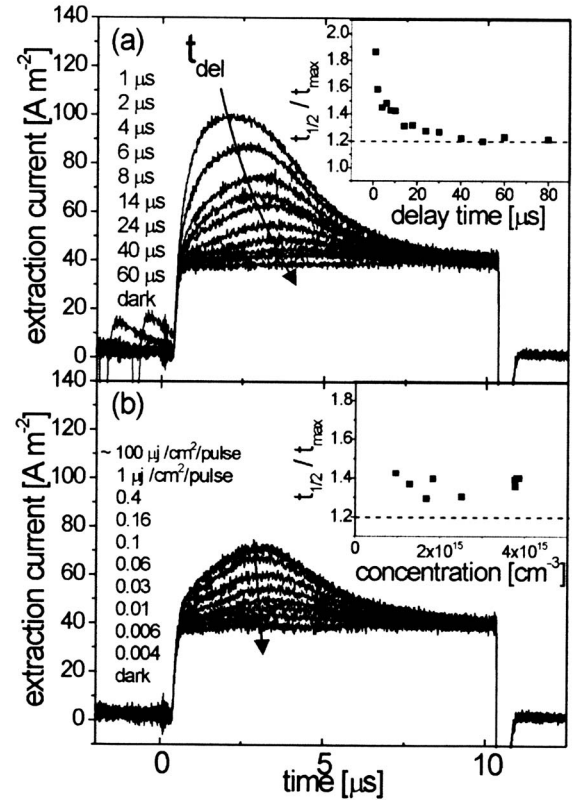 (a)
t_del
1 μs
2 μs
4 μs
6 μs
8 μs
14 μs
24 μs
40 μs
60 μs
dark
extraction current [A m⁻²]
140
120
100
80
60
40
20
0
t₁/₂ / t_max
2.0
1.8
1.6
1.4
1.2
1.0
0 20 40 60 80
delay time [μs]
(b)
~ 100 μj /cm²/pulse
1 μj /cm²/pulse
0.4
0.16
0.1
0.06
0.03
0.01
0.006
0.004
dark
extraction current [A m⁻²]
140
120
100
80
60
40
20
0
t₁/₂ / t_max
1.8
1.6
1.4
1.2
0 2x10¹⁵ 4x10¹⁵
concentration [cm⁻³]
0 5 10
time [μs]